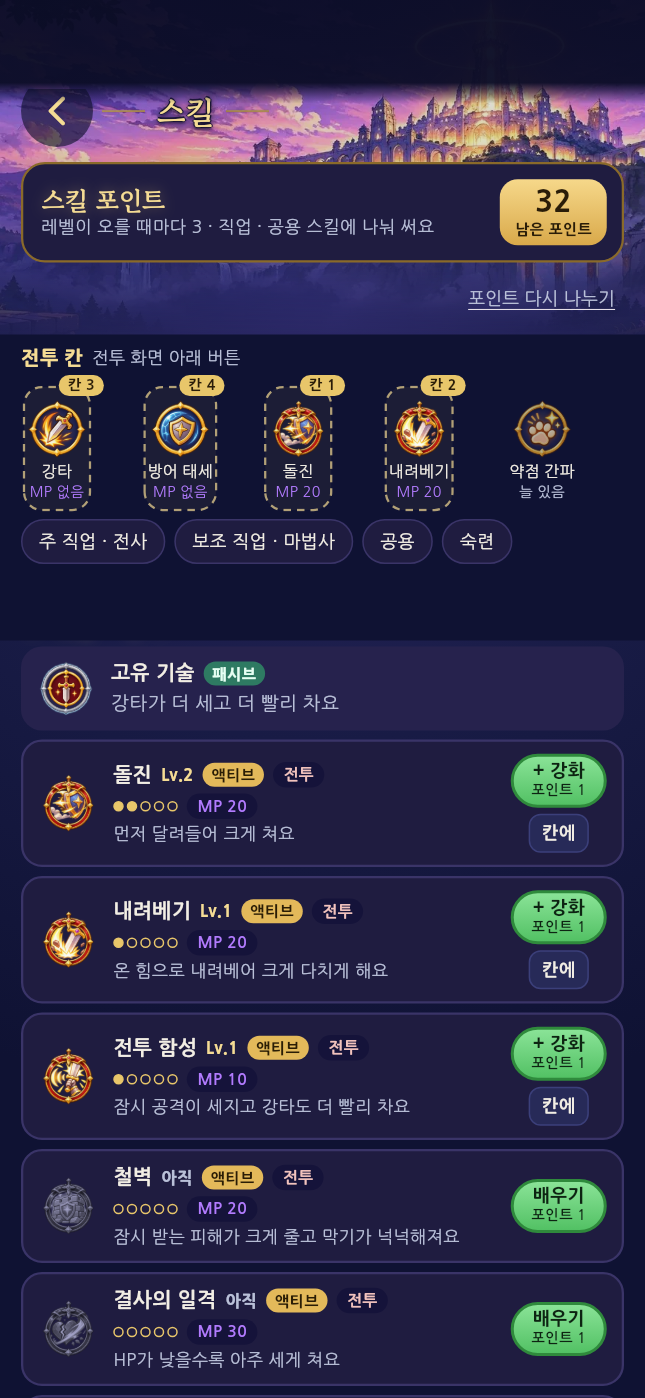 스킬
스킬 포인트
레벨이 오를 때마다 3 · 직업 · 공용 스킬에 나눠 써요
32
남은 포인트
포인트 다시 나누기
전투 칸 전투 화면 아래 버튼
칸 3 칸 4 칸 1 칸 2
강타 방어 태세 돌진 내려베기 약점 간파
MP 없음 MP 없음 MP 20 MP 20 늘 있음
주 직업 · 전사 보조 직업 · 마법사 공용 숙련
고유 기술 패시브
강타가 더 세고 더 빨리 차요
돌진 Lv.2 액티브 전투
MP 20
먼저 달려들어 크게 쳐요
+ 강화
포인트 1
칸에
내려베기 Lv.1 액티브 전투
MP 20
온 힘으로 내려베어 크게 다치게 해요
+ 강화
포인트 1
칸에
전투 함성 Lv.1 액티브 전투
MP 10
잠시 공격이 세지고 강타도 더 빨리 차요
+ 강화
포인트 1
칸에
철벽 아직 액티브 전투
MP 20
잠시 받는 피해가 크게 줄고 막기가 넉넉해져요
배우기
포인트 1
결사의 일격 아직 액티브 전투
MP 30
HP가 낮을수록 아주 세게 쳐요
배우기
포인트 1